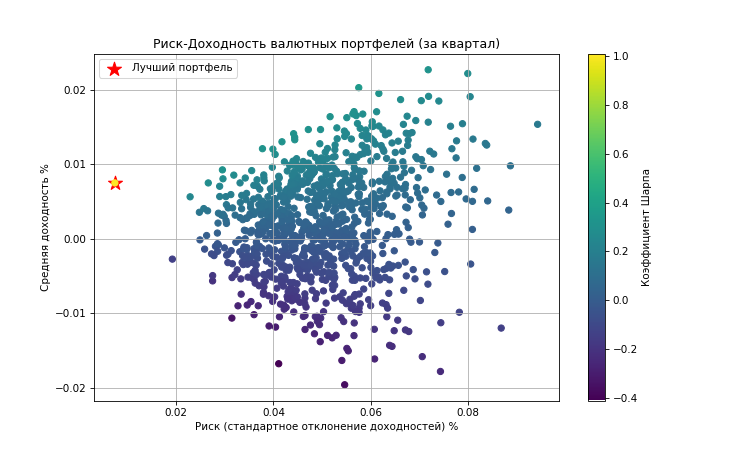 Риск-Доходность валютных портфелей (за квартал)
Лучший портфель
Средняя доходность %
0.02
0.01
0.00
−0.01
−0.02
0.02 0.04 0.06 0.08
Риск (стандартное отклонение доходностей) %
1.0
0.8
0.6
0.4
0.2
0.0
−0.2
−0.4
Коэффициент Шарпа